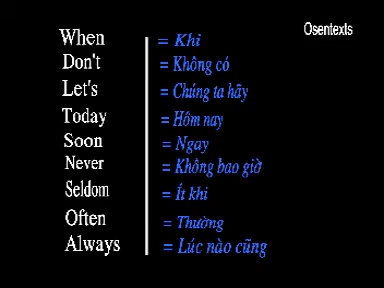 Osentexts
When = Khi
Don't = Không có
Let's = Chúng ta hãy
Today = Hôm nay
Soon = Ngay
Never = Không bao giờ
Seldom = Ít khi
Often = Thường
Always = Lúc nào cũng